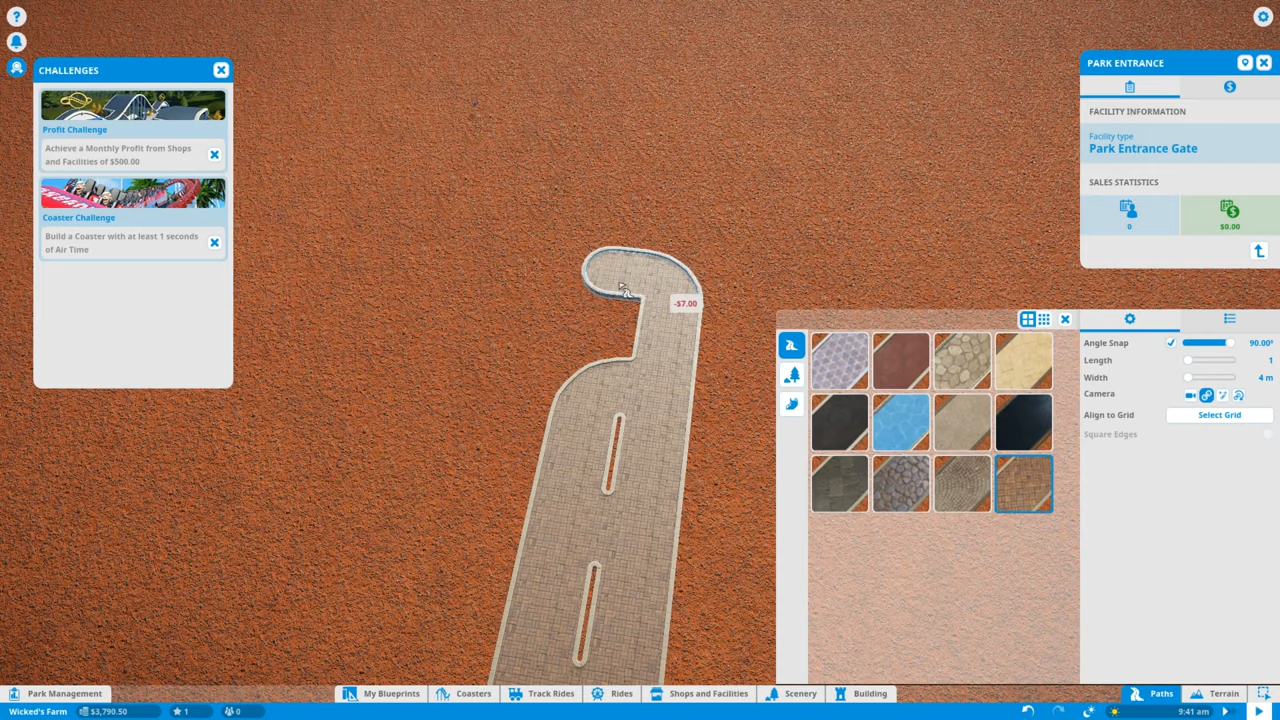 ?
CHALLENGES
Profit Challenge
Achieve a Monthly Profit from Shops
and Facilities of $500.00
Coaster Challenge
Build a Coaster with at least 1 seconds
of Air Time
-$7.00
PARK ENTRANCE
FACILITY INFORMATION
Facility type
Park Entrance Gate
SALES STATISTICS
0
$0.00
Angle Snap
90.00°
Length
1
Width
4 m
Camera
Align to Grid
Select Grid
Square Edges
Park Management
My Blueprints
Coasters
Track Rides
Rides
Shops and Facilities
Scenery
Building
Paths
Terrain
Wicked's Farm
$3,790.50
1
0
9:41 am